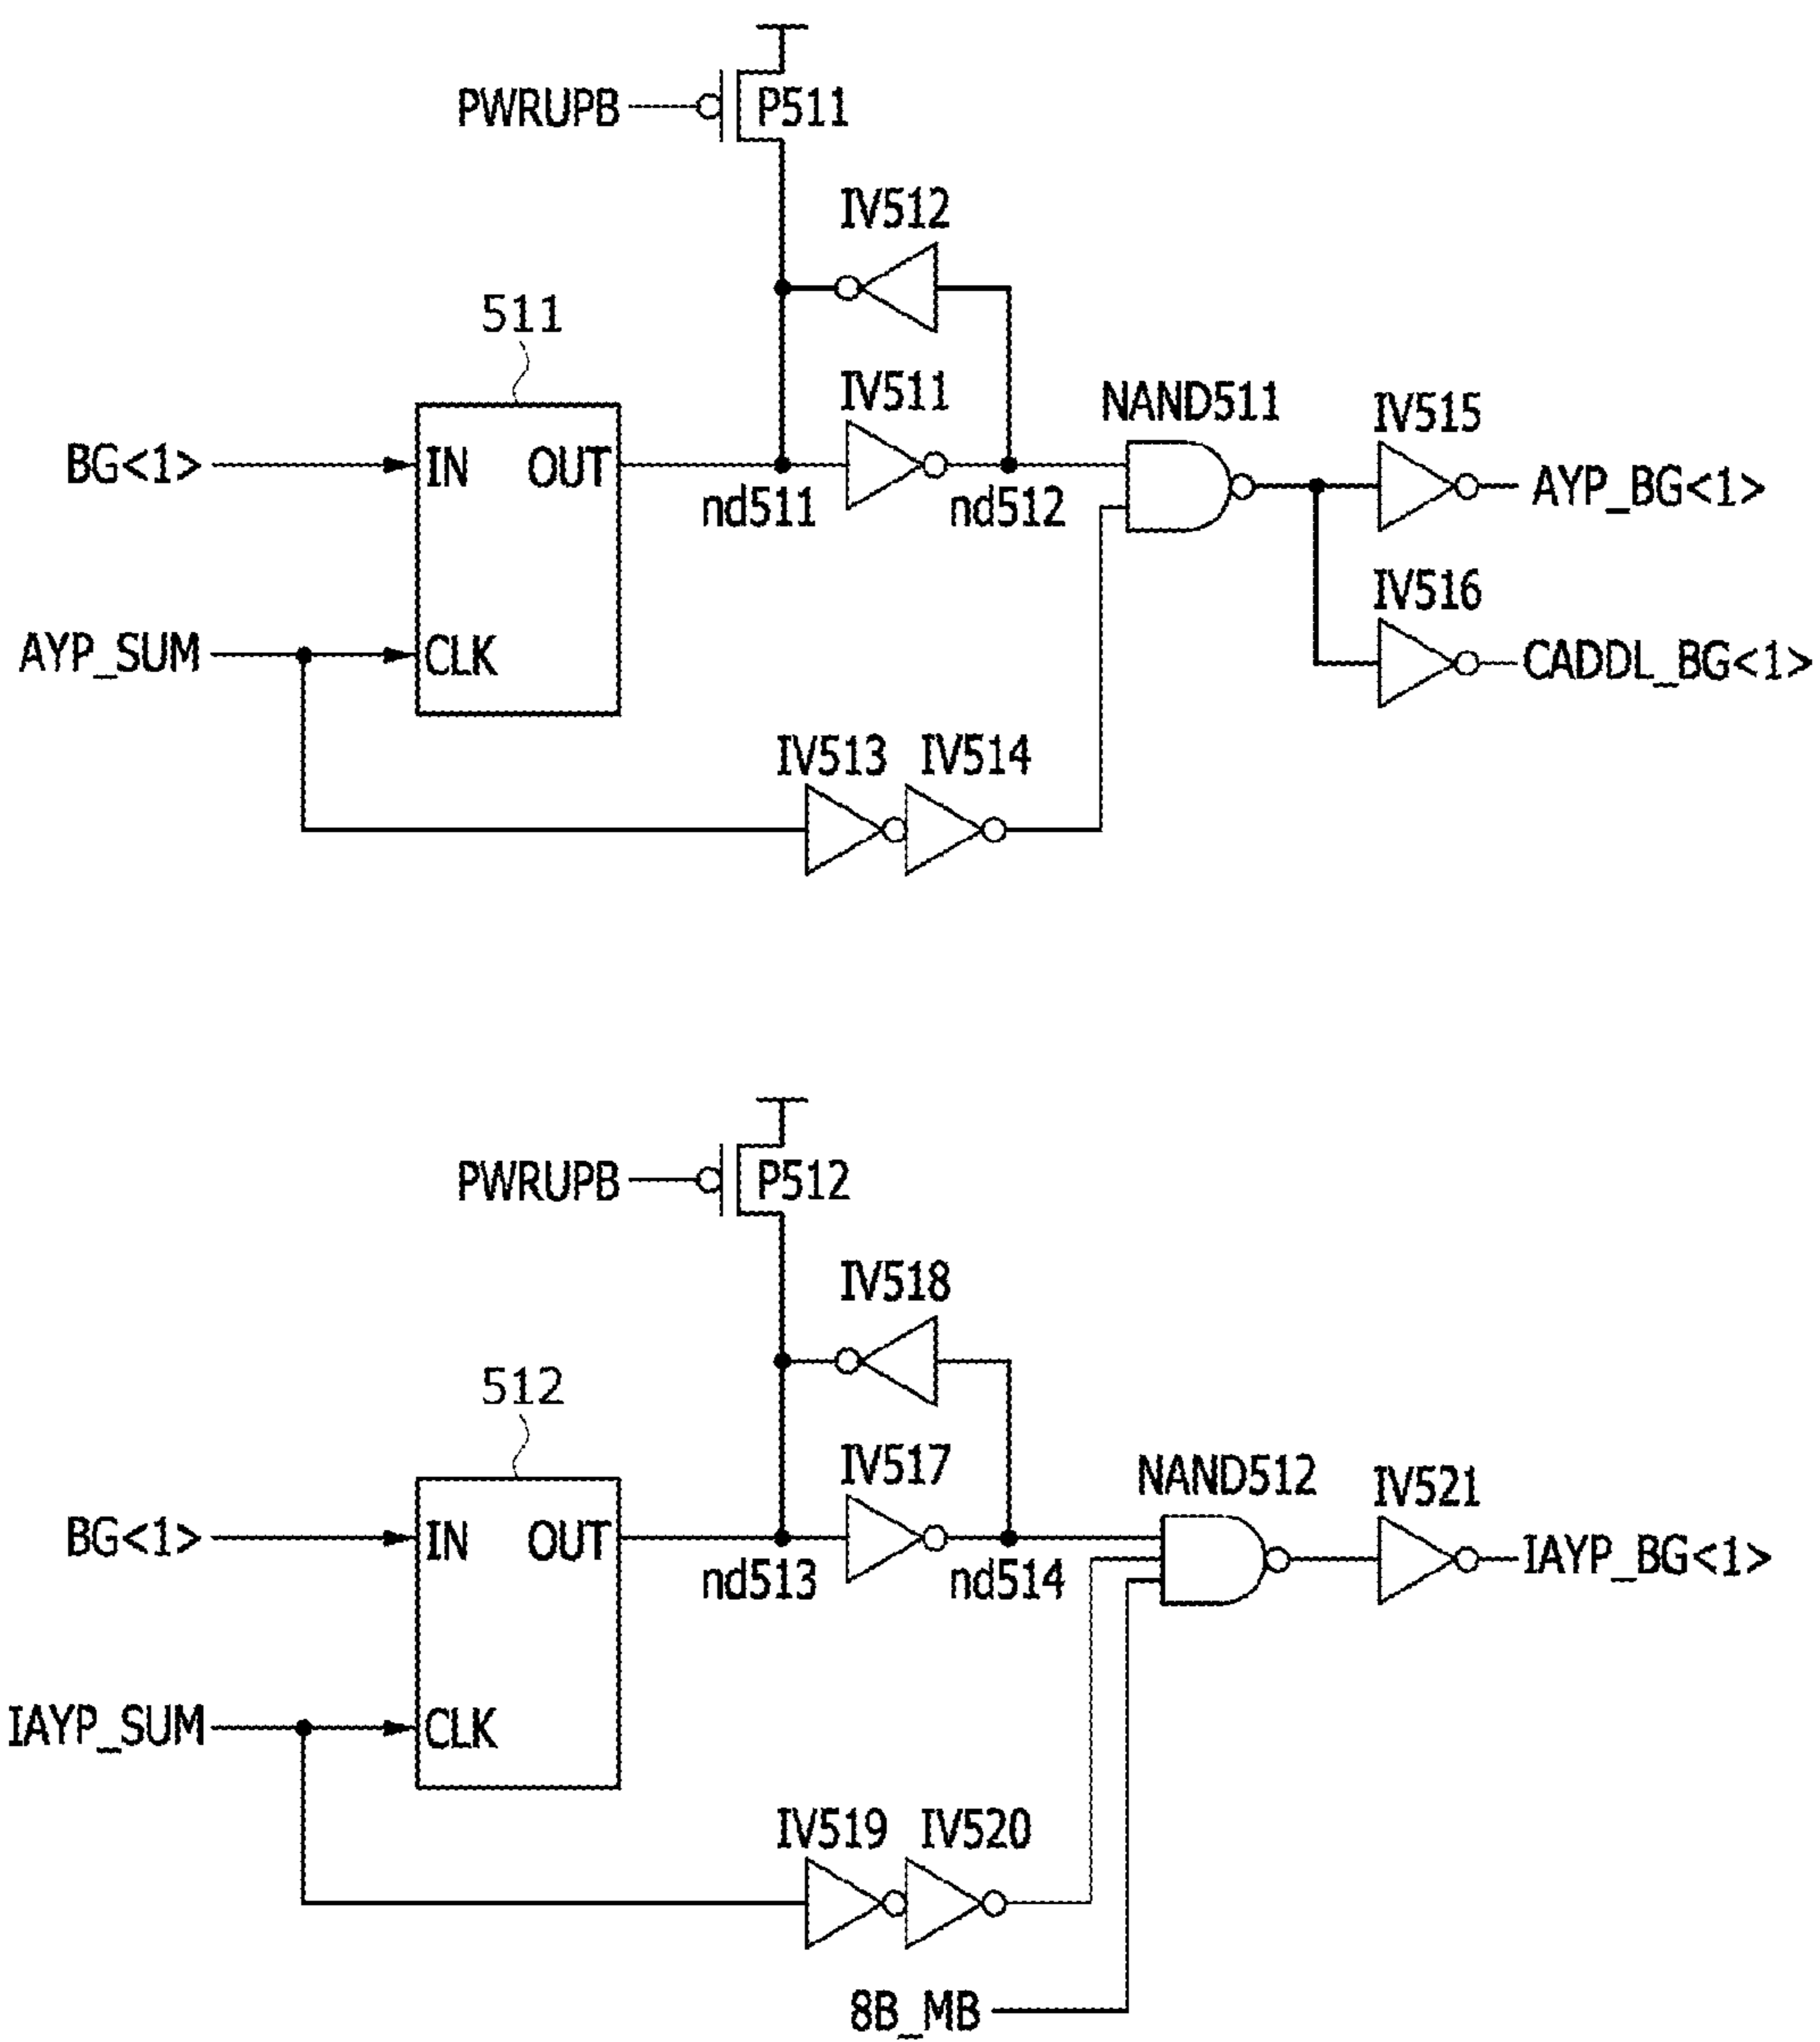 PWRUPB
P511
IV512
511
IV511
NAND511
IV515
BG<1>
IN
OUT
nd511
nd512
AYP_BG<1>
IV516
AYP_SUM
CLK
CADDL_BG<1>
IV513
IV514
PWRUPB
P512
IV518
512
IV517
NAND512
IV521
BG<1>
IN
OUT
nd513
nd514
IAYP_BG<1>
IAYP_SUM
CLK
IV519
IV520
8B_MB